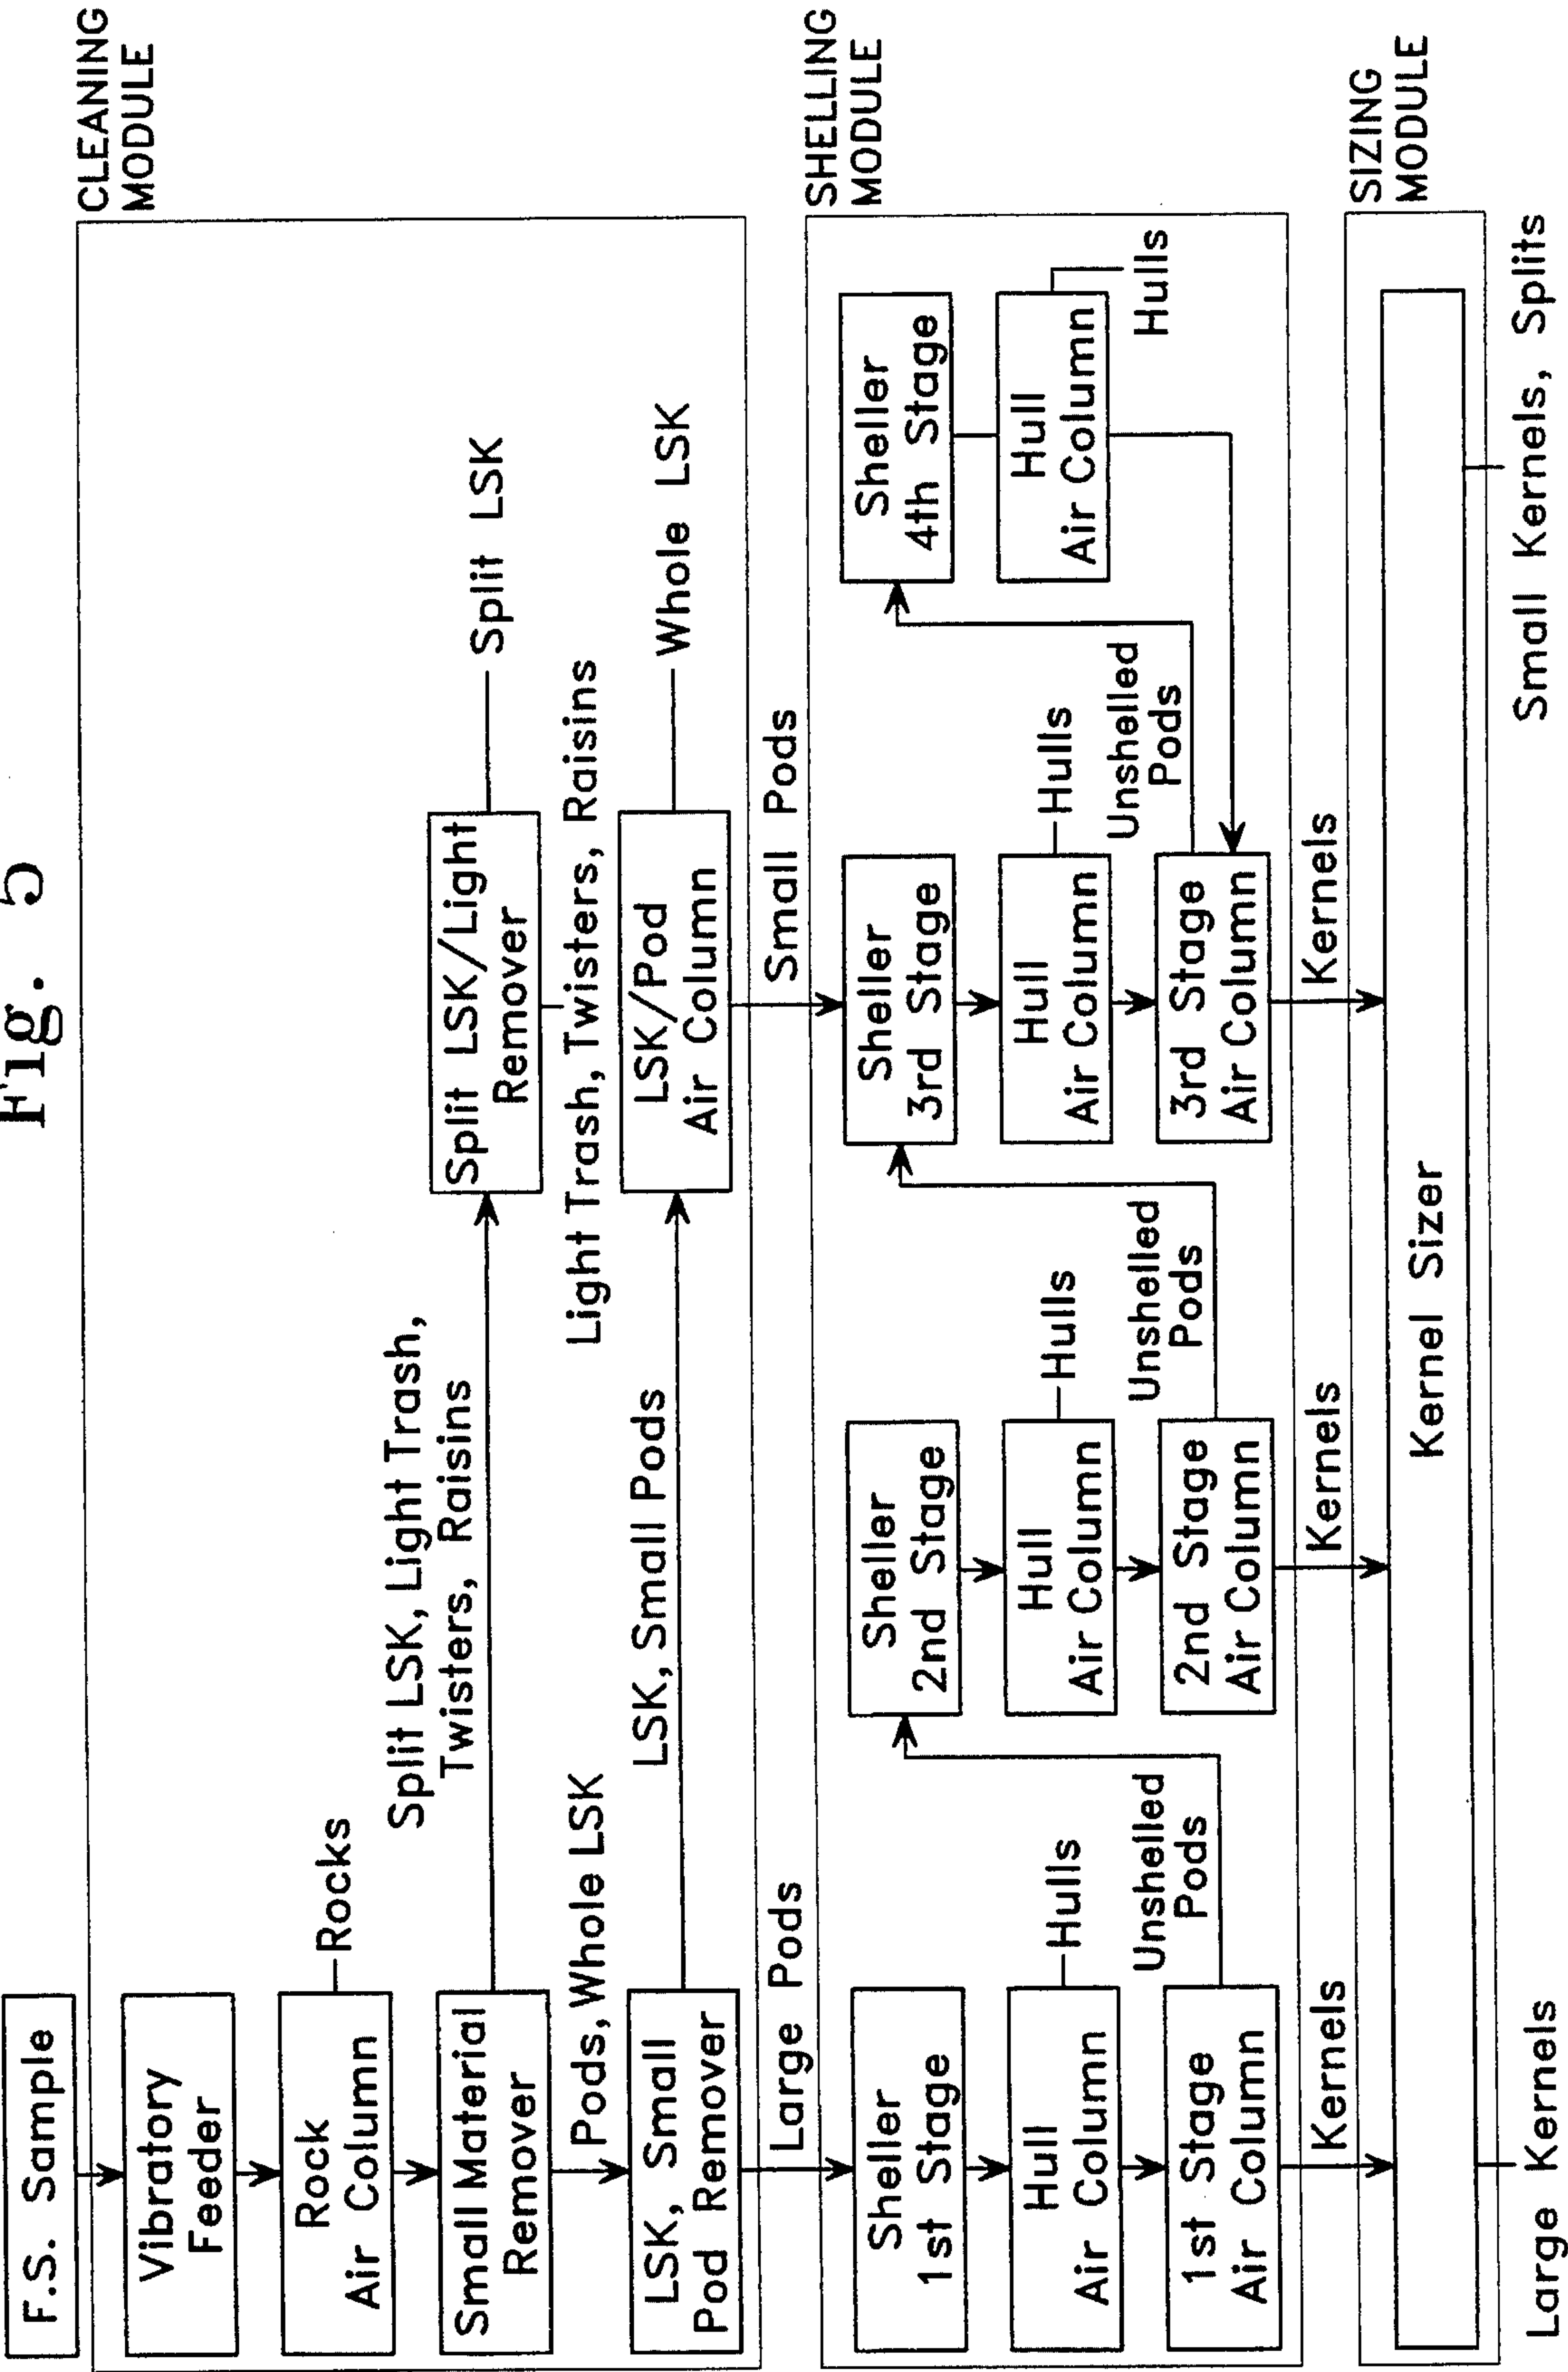 Fig. 5
F.S. Sample
CLEANING
MODULE
Vibratory
Feeder
Rock
Air Column
Rocks
Small Material
Remover
Split LSK, Light Trash,
Twisters, Raisins
Split LSK/Light
Remover
Split LSK
Light Trash, Twisters, Raisins
Pods, Whole LSK
LSK, Small
Pod Remover
LSK, Small Pods
LSK/Pod
Air Column
Whole LSK
Large Pods
Small Pods
SHELLING
MODULE
Sheller
1st Stage
Hull
Air Column
Hulls
1st Stage
Air Column
Unshelled
Pods
Kernels
Sheller
2nd Stage
Hull
Air Column
Hulls
2nd Stage
Air Column
Unshelled
Pods
Kernels
Sheller
3rd Stage
Hull
Air Column
Hulls
3rd Stage
Air Column
Unshelled
Pods
Kernels
Sheller
4th Stage
Hull
Air Column
Hulls
SIZING
MODULE
Kernel Sizer
Large Kernels
Small Kernels, Splits